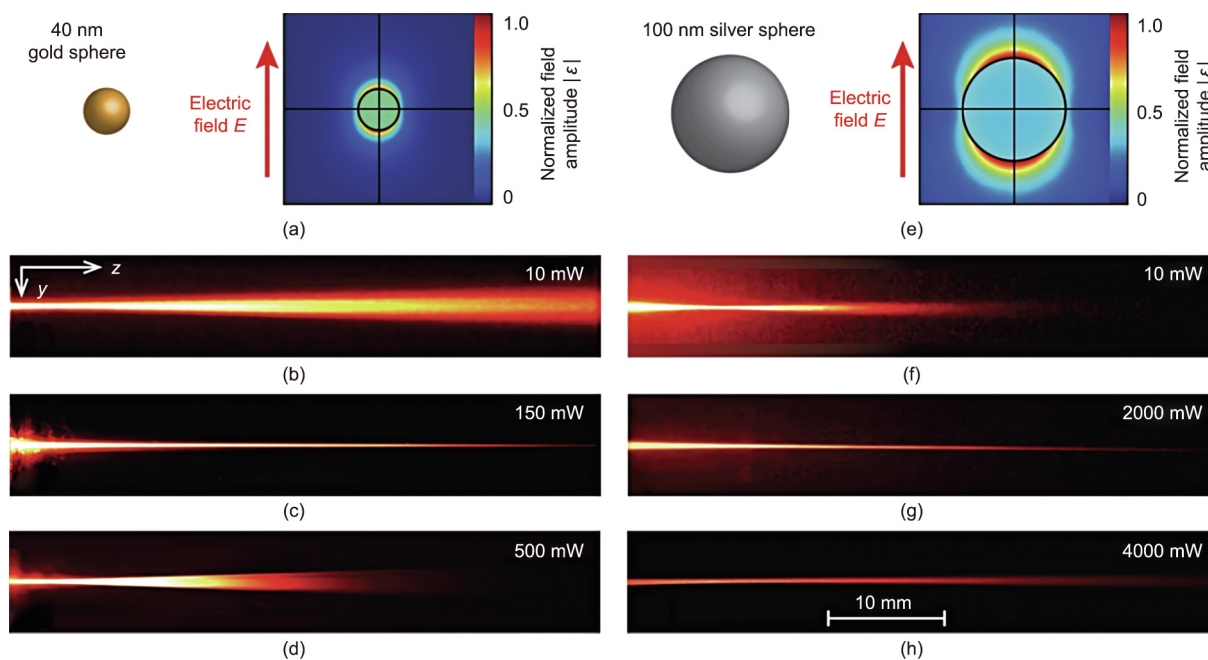 40 nm
gold sphere
Electric
field E
1.0
0.5
0
Normalized field
amplitude |ε|
(a)
100 nm silver sphere
Electric
field E
1.0
0.5
0
Normalized field
amplitude |ε|
(e)
z
y
10 mW
(b)
10 mW
(f)
150 mW
(c)
2000 mW
(g)
500 mW
(d)
4000 mW
10 mm
(h)